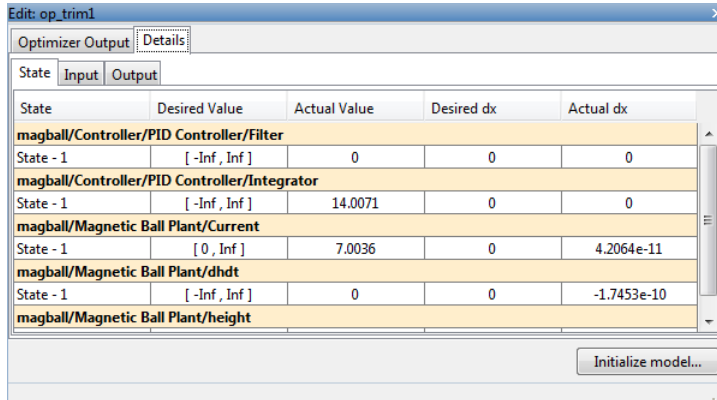 Edit: op_trim1
Optimizer Output Details
State Input Output
State Desired Value Actual Value Desired dx Actual dx
magball/Controller/PID Controller/Filter
State - 1 [ -Inf , Inf ] 0 0 0
magball/Controller/PID Controller/Integrator
State - 1 [ -Inf , Inf ] 14.0071 0 0
magball/Magnetic Ball Plant/Current
State - 1 [ 0 , Inf ] 7.0036 0 4.2064e-11
magball/Magnetic Ball Plant/dhdt
State - 1 [ -Inf , Inf ] 0 0 -1.7453e-10
magball/Magnetic Ball Plant/height
Initialize model...